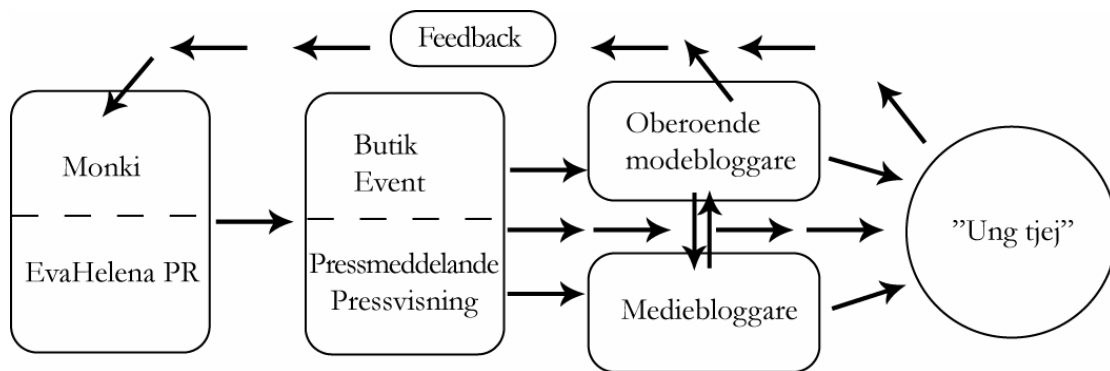 Feedback
Monki
EvaHelena PR
Butik
Event
Pressmeddelande
Pressvisning
Oberoende
modebloggare
Mediebloggare
”Ung tjej”